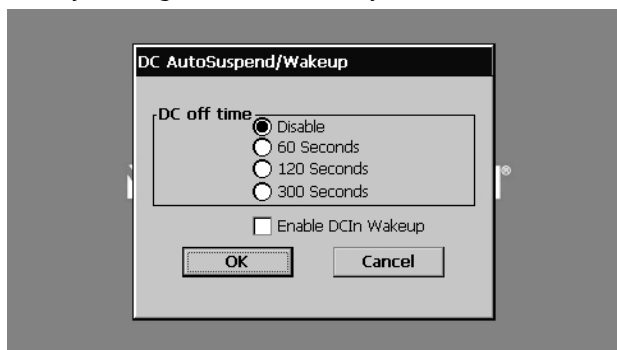 DC AutoSuspend/Wakeup
DC off time
Disable
60 Seconds
120 Seconds
300 Seconds
Enable DCIn Wakeup
OK
Cancel
®